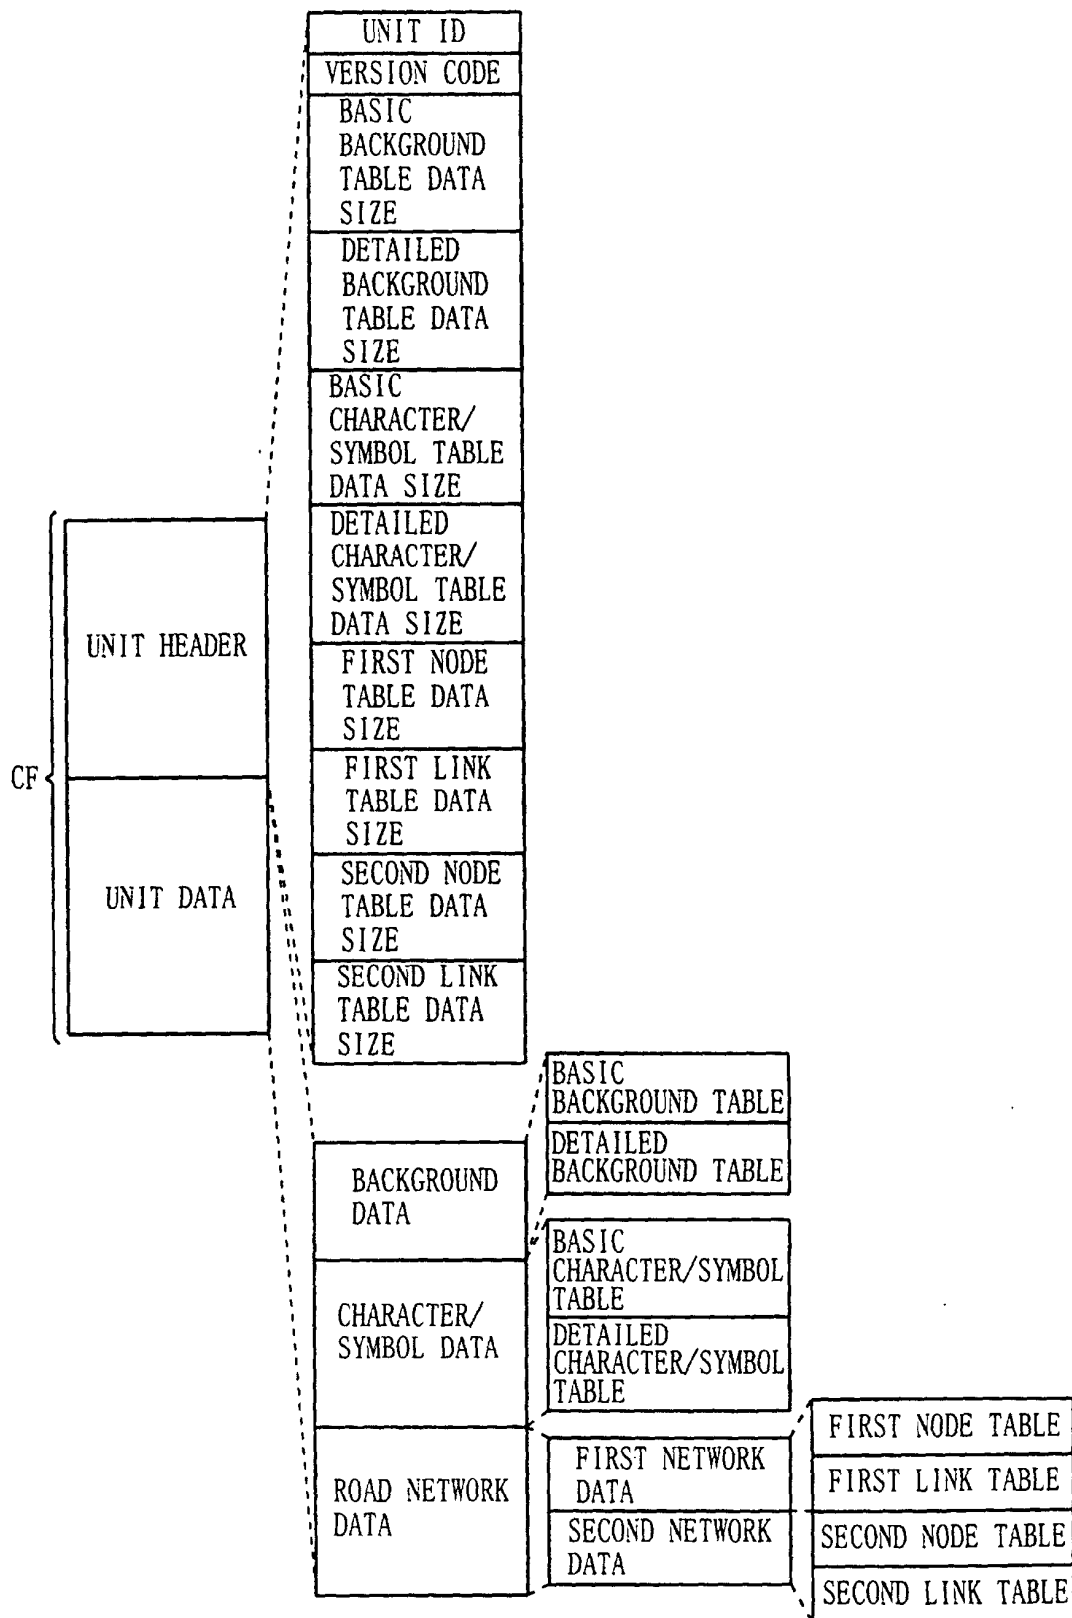 UNIT ID
VERSION CODE
BASIC
BACKGROUND
TABLE DATA
SIZE
DETAILED
BACKGROUND
TABLE DATA
SIZE
BASIC
CHARACTER/
SYMBOL TABLE
DATA SIZE
DETAILED
CHARACTER/
SYMBOL TABLE
DATA SIZE
FIRST NODE
TABLE DATA
SIZE
FIRST LINK
TABLE DATA
SIZE
SECOND NODE
TABLE DATA
SIZE
SECOND LINK
TABLE DATA
SIZE
CF
UNIT HEADER
UNIT DATA
BACKGROUND
DATA
CHARACTER/
SYMBOL DATA
ROAD NETWORK
DATA
BASIC
BACKGROUND TABLE
DETAILED
BACKGROUND TABLE
BASIC
CHARACTER/SYMBOL
TABLE
DETAILED
CHARACTER/SYMBOL
TABLE
FIRST NETWORK
DATA
SECOND NETWORK
DATA
FIRST NODE TABLE
FIRST LINK TABLE
SECOND NODE TABLE
SECOND LINK TABLE